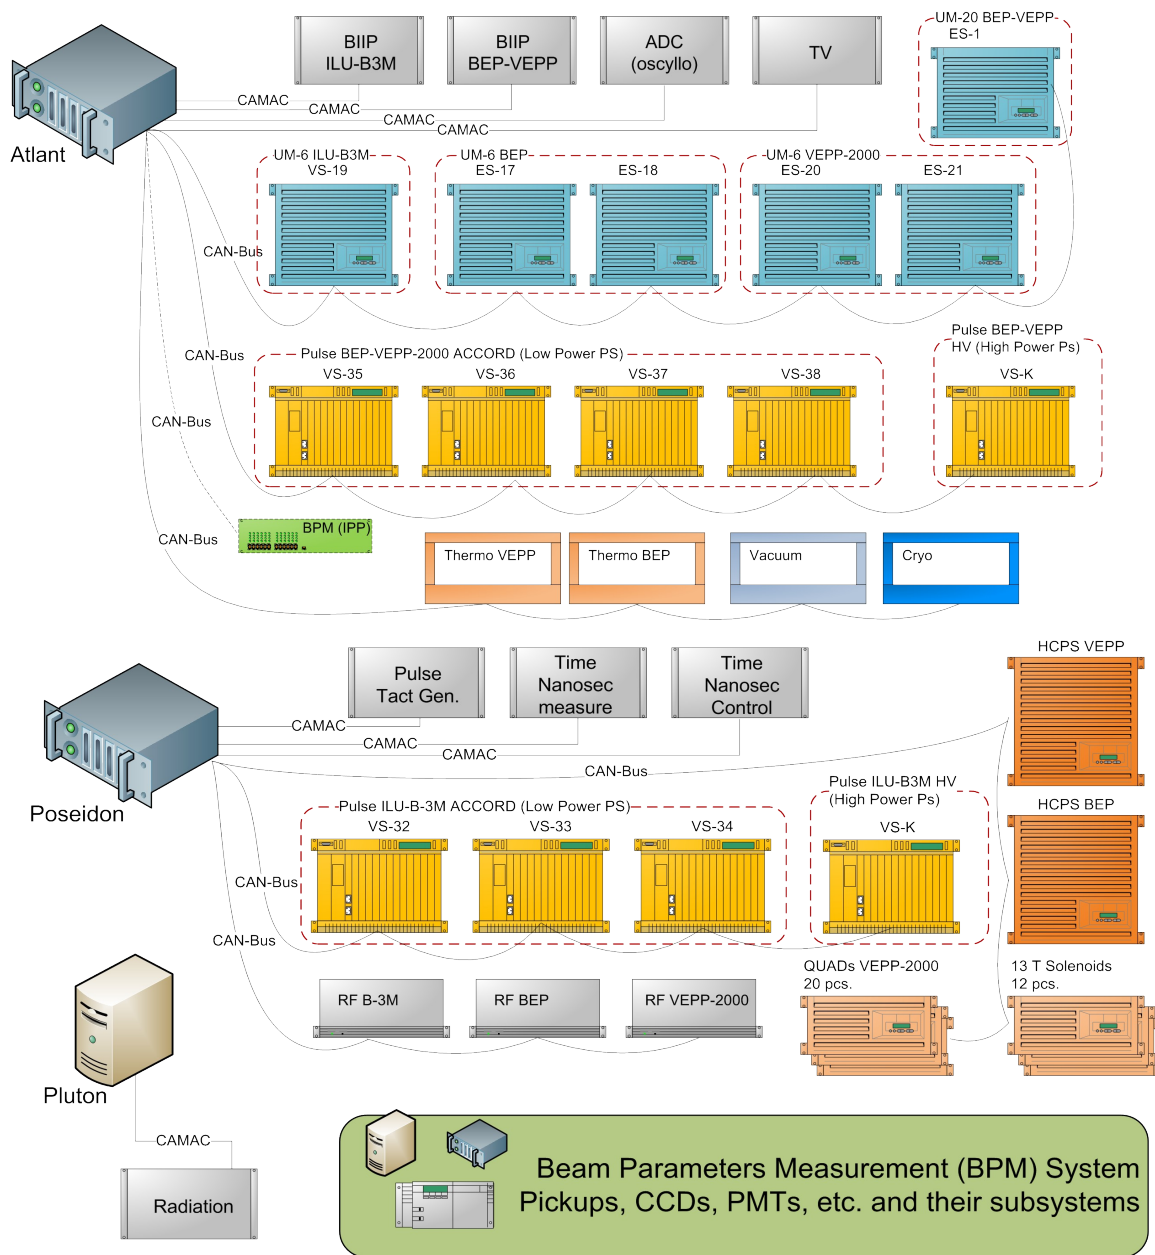 UM-20 BEP-VEPP
ES-1
BIIP
ILU-B3M
BIIP
BEP-VEPP
ADC
(oscyllo)
TV
CAMAC
CAMAC
CAMAC
CAMAC
Atlant
UM-6 ILU-B3M
VS-19
UM-6 BEP
ES-17
ES-18
UM-6 VEPP-2000
ES-20
ES-21
CAN-Bus
Pulse BEP-VEPP
HV (High Power Ps)
VS-K
CAN-Bus
Pulse BEP-VEPP-2000 ACCORD (Low Power PS)
VS-35
VS-36
VS-37
VS-38
CAN-Bus
BPM (IPP)
CAN-Bus
Thermo VEPP
Thermo BEP
Vacuum
Cryo
HCPS VEPP
Pulse
Tact Gen.
Time
Nanosec
measure
Time
Nanosec
Control
CAMAC
CAMAC
CAMAC
CAN-Bus
Poseidon
Pulse ILU-B-3M ACCORD (Low Power PS)
VS-32
VS-33
VS-34
Pulse ILU-B3M HV
(High Power Ps)
VS-K
HCPS BEP
CAN-Bus
CAN-Bus
QUADs VEPP-2000
20 pcs.
13 T Solenoids
12 pcs.
RF B-3M
RF BEP
RF VEPP-2000
Pluton
CAMAC
Radiation
Beam Parameters Measurement (BPM) System
Pickups, CCDs, PMTs, etc. and their subsystems